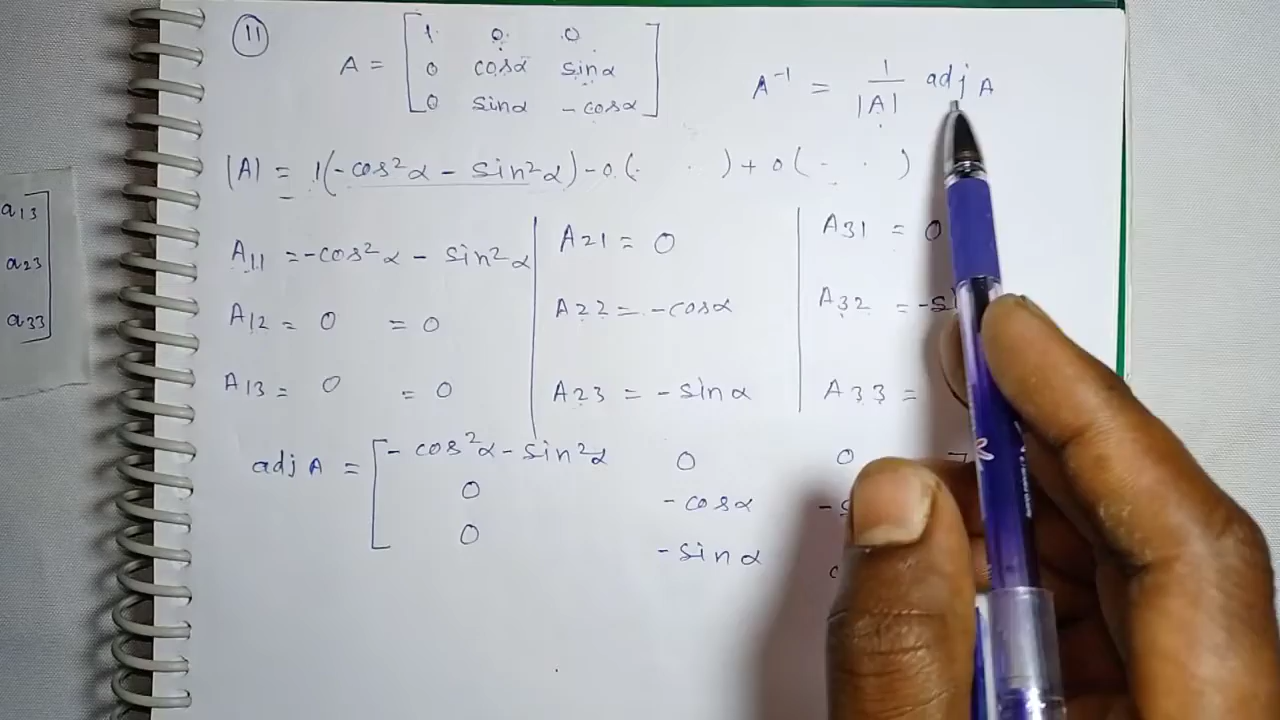 11
A = [ 1 0 0
0 cosα sinα
0 sinα -cosα ]
A⁻¹ = 1/|A| adj A
|A| = 1(-cos²α - sin²α) - 0( ) + 0( )
a13
a23
a33
A11 = -cos²α - sin²α
A12 = 0 = 0
A13 = 0 = 0
A21 = 0
A22 = -cosα
A23 = -sinα
A31 = 0
A32 =
A33 =
adj A = [ -cos²α - sin²α 0 0
0 -cosα
0 -sinα